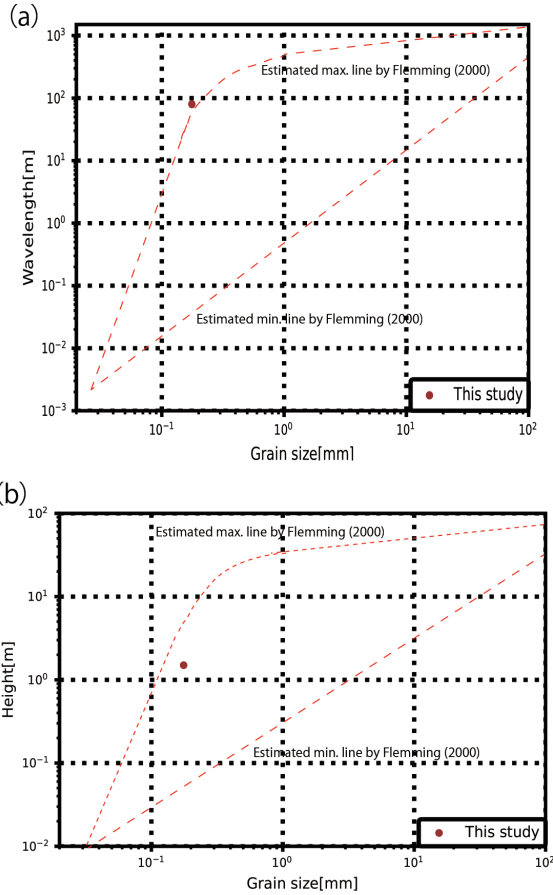 (a)
10³
Estimated max. line by Flemming (2000)
10²
10¹
10⁰
10⁻¹
Estimated min. line by Flemming (2000)
10⁻²
10⁻³
Wavelength[m]
This study
10⁻¹
10⁰
10¹
10²
Grain size[mm]
(b)
10²
Estimated max. line by Flemming (2000)
10¹
10⁰
Estimated min. line by Flemming (2000)
10⁻¹
10⁻²
Height[m]
This study
10⁻¹
10⁰
10¹
10²
Grain size[mm]